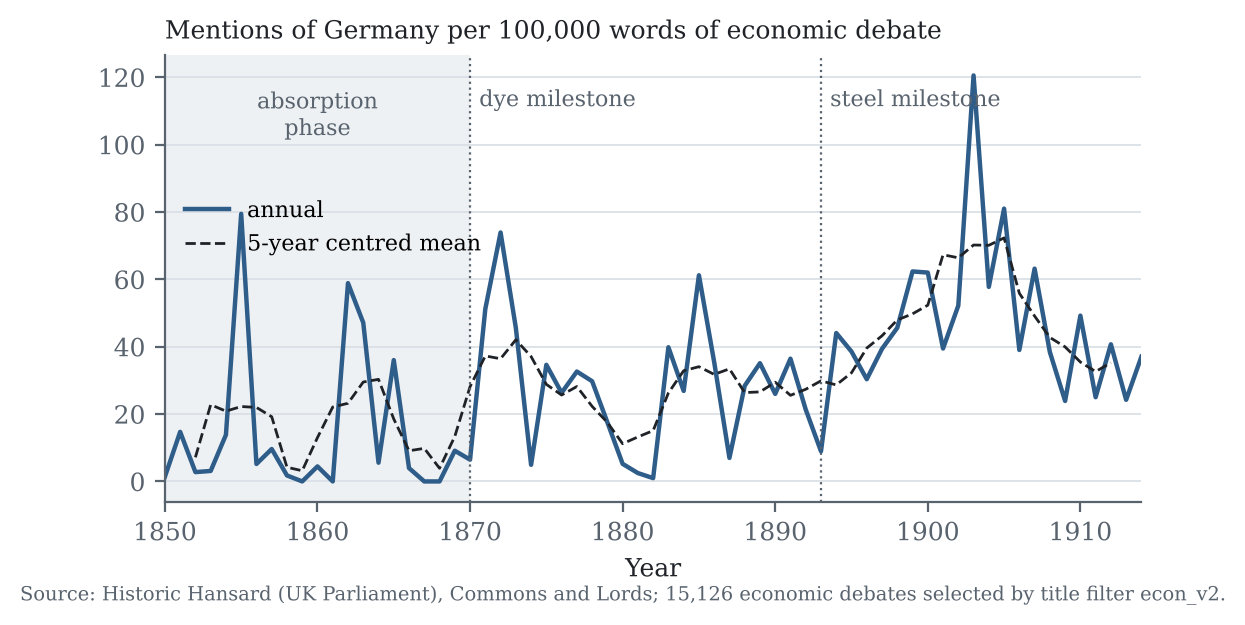 Mentions of Germany per 100,000 words of economic debate
120
100
80
60
40
20
0
absorption
phase
dye milestone
steel milestone
annual
5-year centred mean
1850 1860 1870 1880 1890 1900 1910
Year
Source: Historic Hansard (UK Parliament), Commons and Lords; 15,126 economic debates selected by title filter econ_v2.